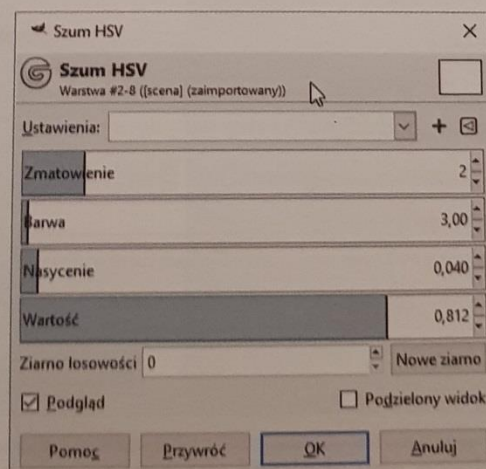 Szum HSV
Szum HSV
Warstwa #2-8 ([scena] (zaimportowany))
Ustawienia:
Zmatowienie 2
Barwa 3,00
Nasycenie 0,040
Wartość 0,812
Ziarno losowości 0 Nowe ziarno
Podgląd Podzielony widok
Pomoc Przywróć OK Anuluj